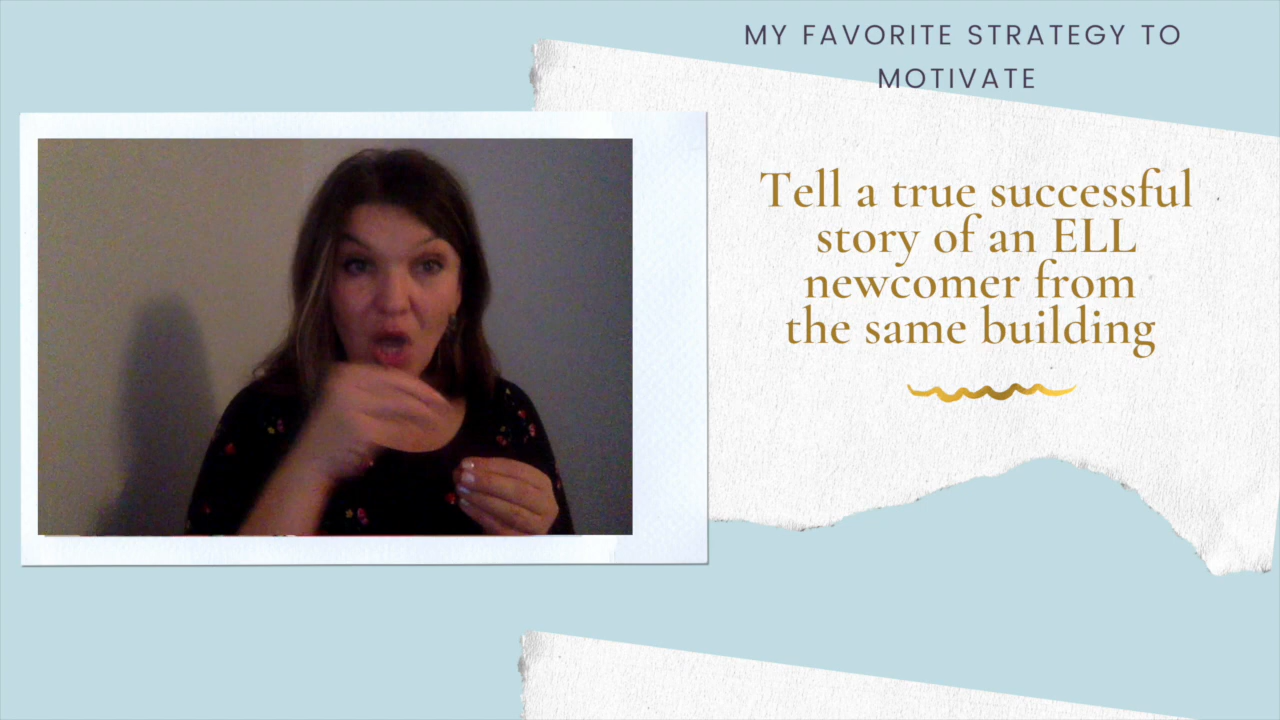 MY FAVORITE STRATEGY TO
MOTIVATE
Tell a true successful
story of an ELL
newcomer from
the same building